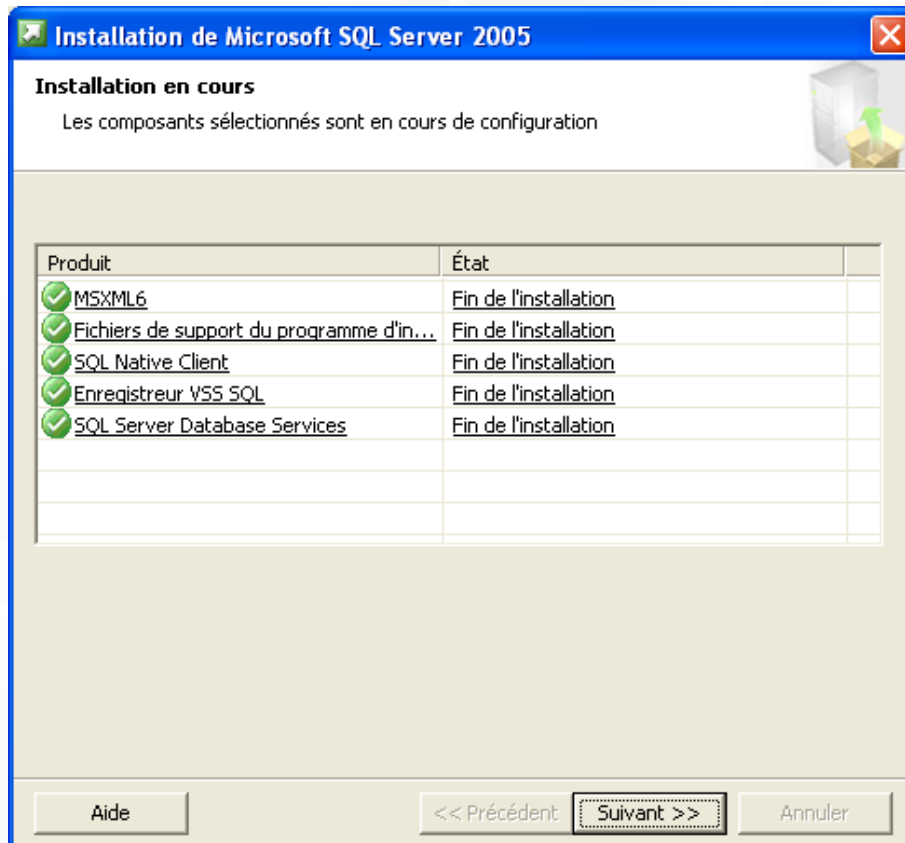 Installation de Microsoft SQL Server 2005
Installation en cours
Les composants sélectionnés sont en cours de configuration
Produit État
MSXML6 Fin de l'installation
Fichiers de support du programme d'in... Fin de l'installation
SQL Native Client Fin de l'installation
Enregistreur VSS SQL Fin de l'installation
SQL Server Database Services Fin de l'installation
Aide << Précédent Suivant >> Annuler